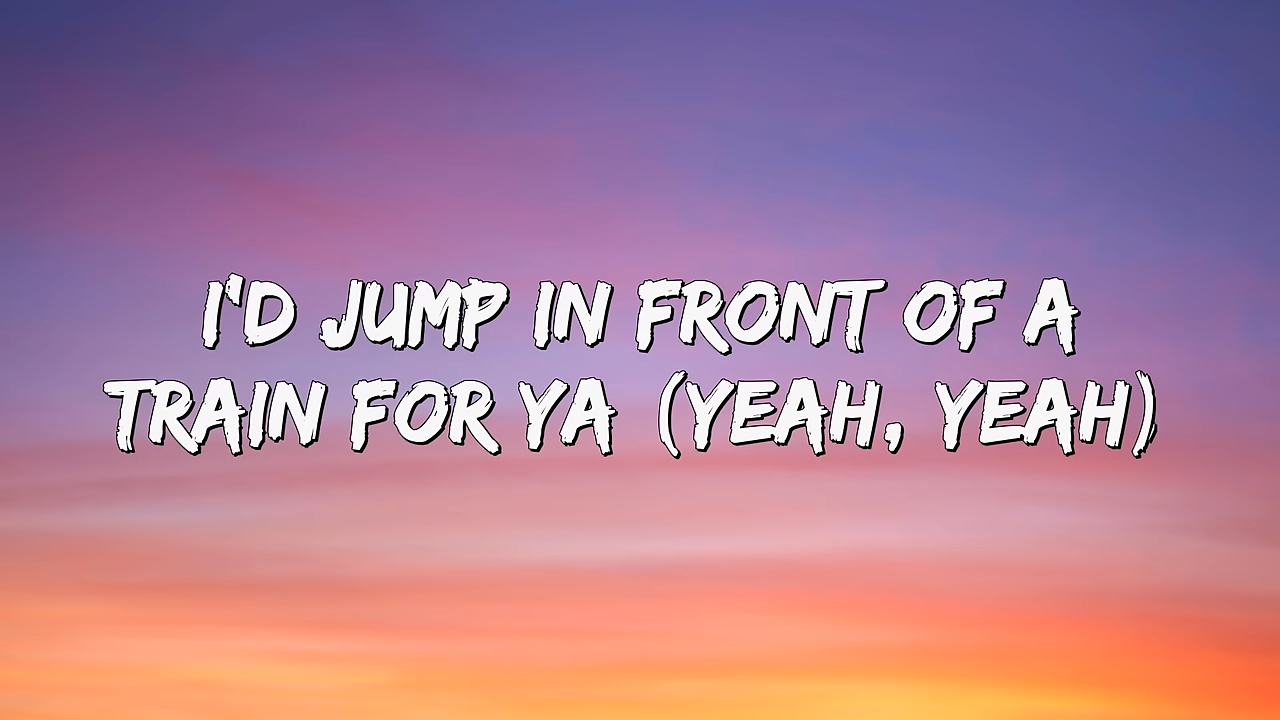 I'D JUMP IN FRONT OF A
TRAIN FOR YA (YEAH, YEAH)